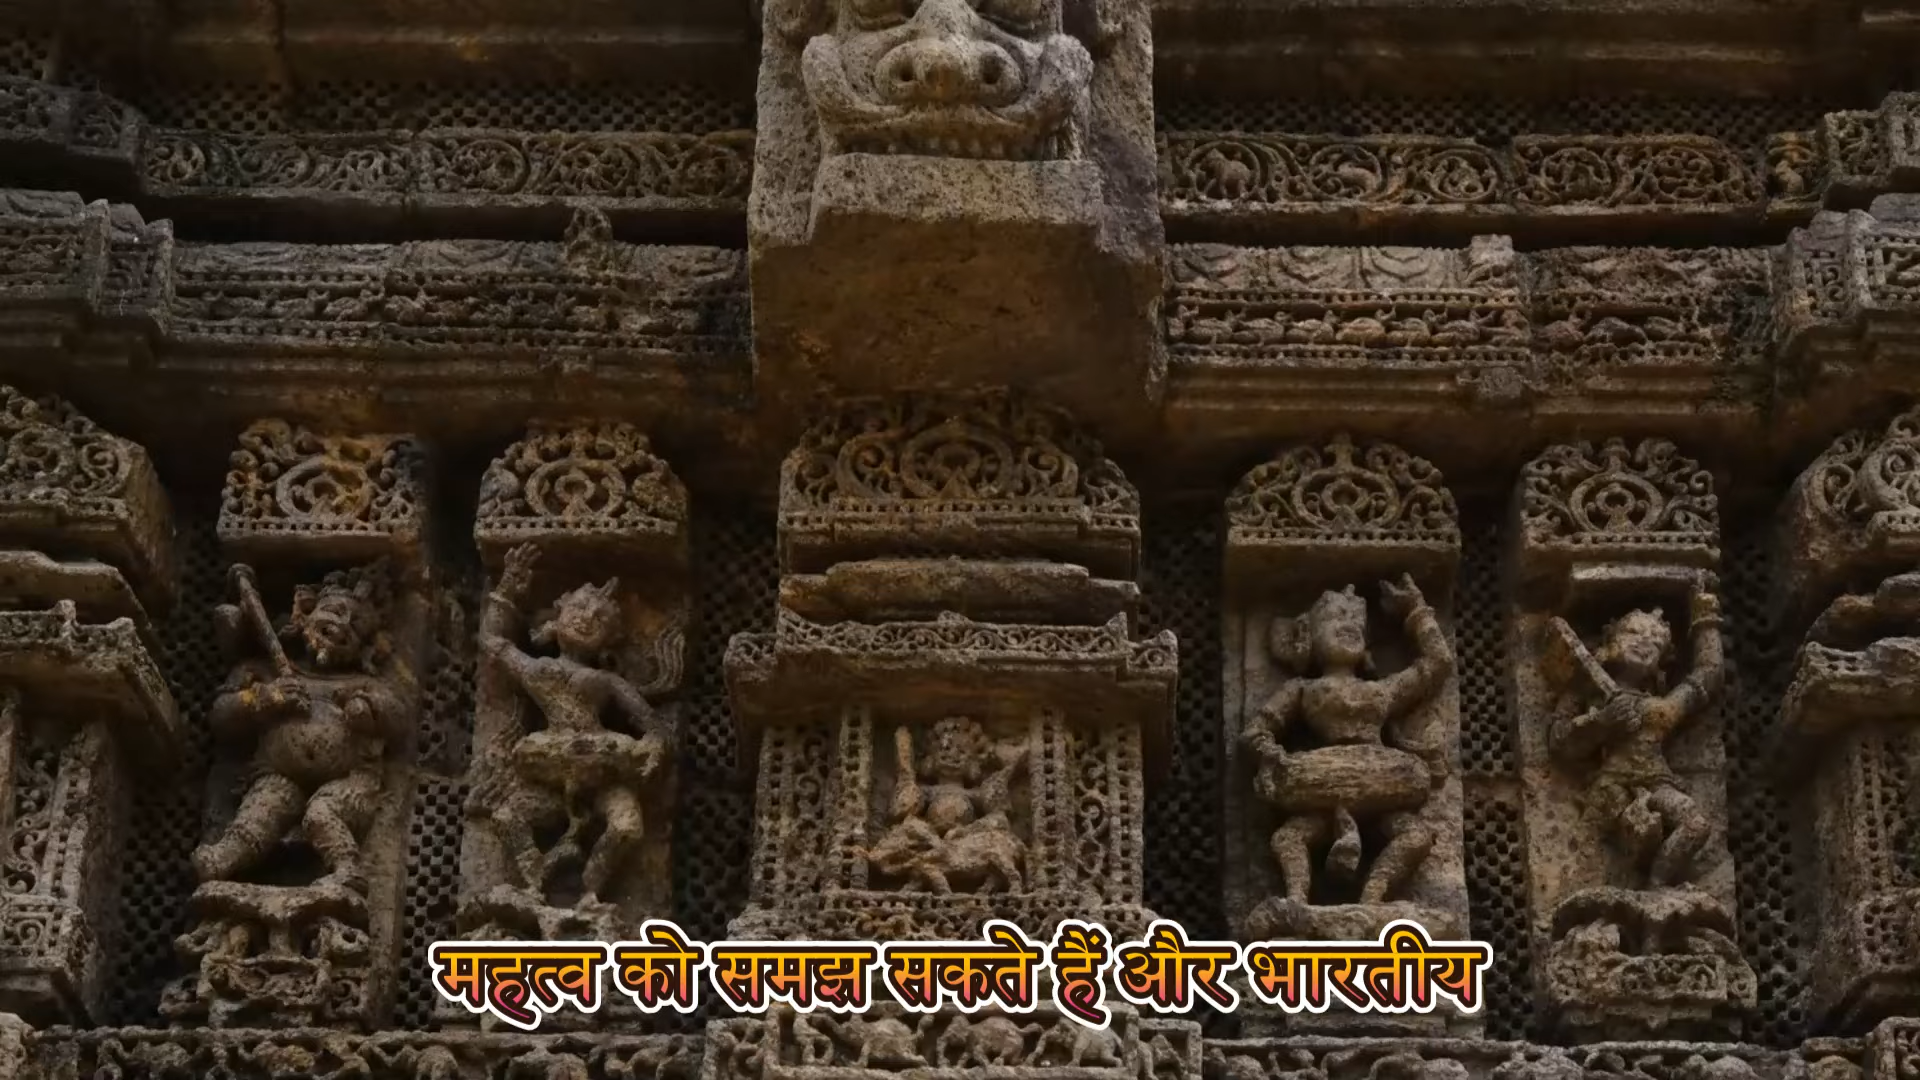 महत्व को समझ सकते हैं और भारतीय